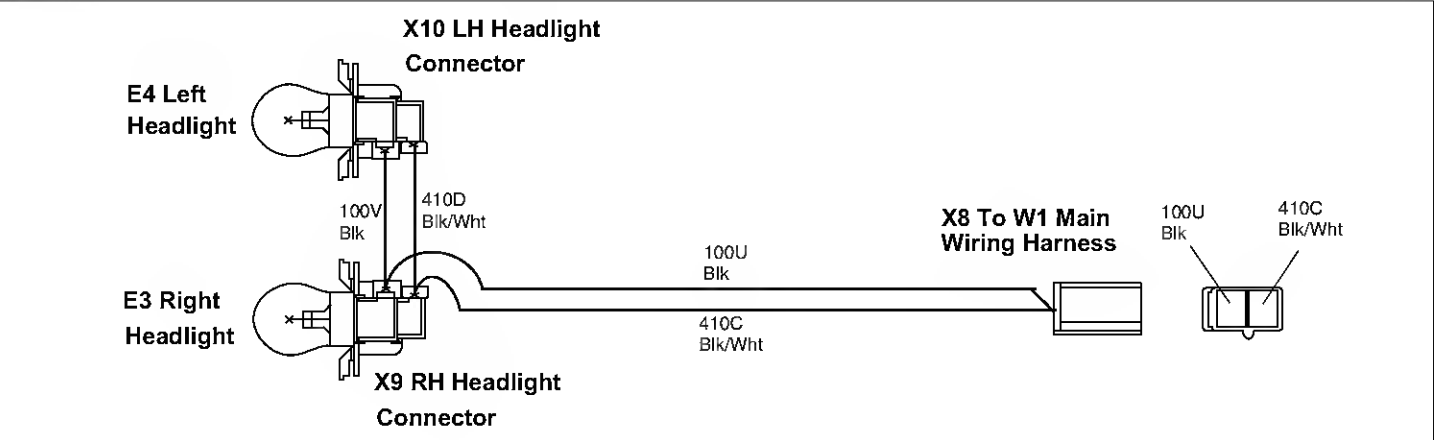 X10 LH Headlight
Connector
E4 Left
Headlight
100V
Blk
410D
Blk/Wht
X8 To W1 Main
Wiring Harness
100U
Blk
410C
Blk/Wht
100U
Blk
E3 Right
Headlight
410C
Blk/Wht
X9 RH Headlight
Connector